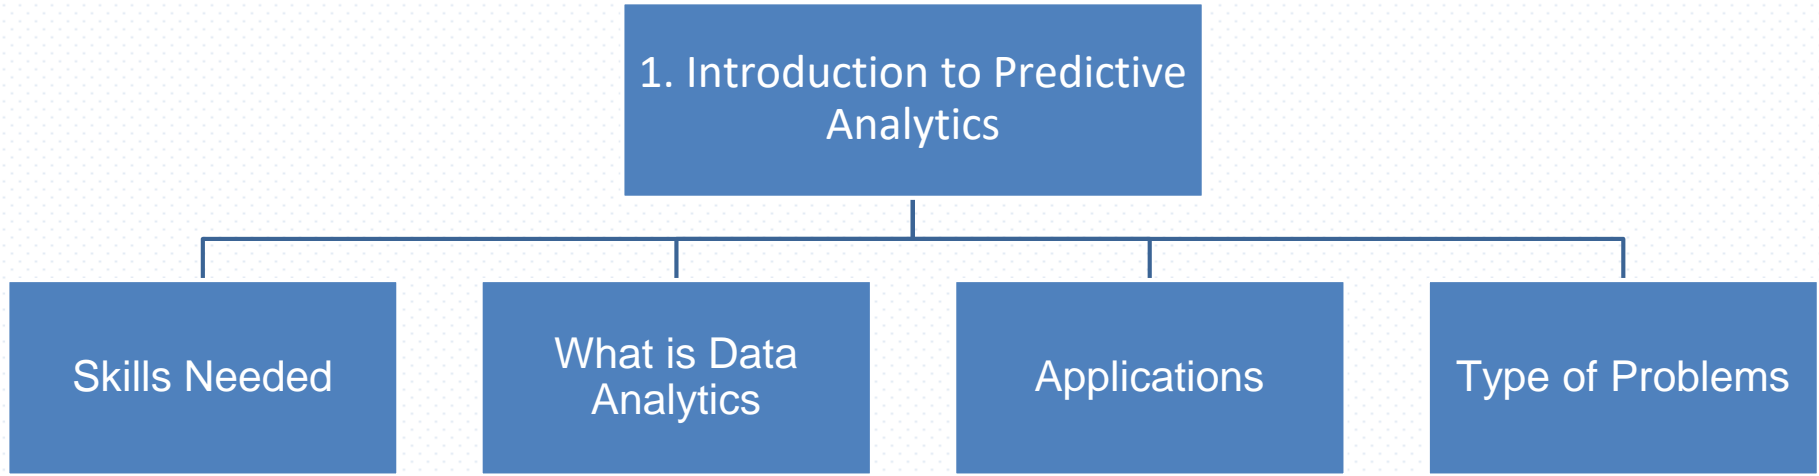 1. Introduction to Predictive
Analytics
Skills Needed
What is Data
Analytics
Applications
Type of Problems